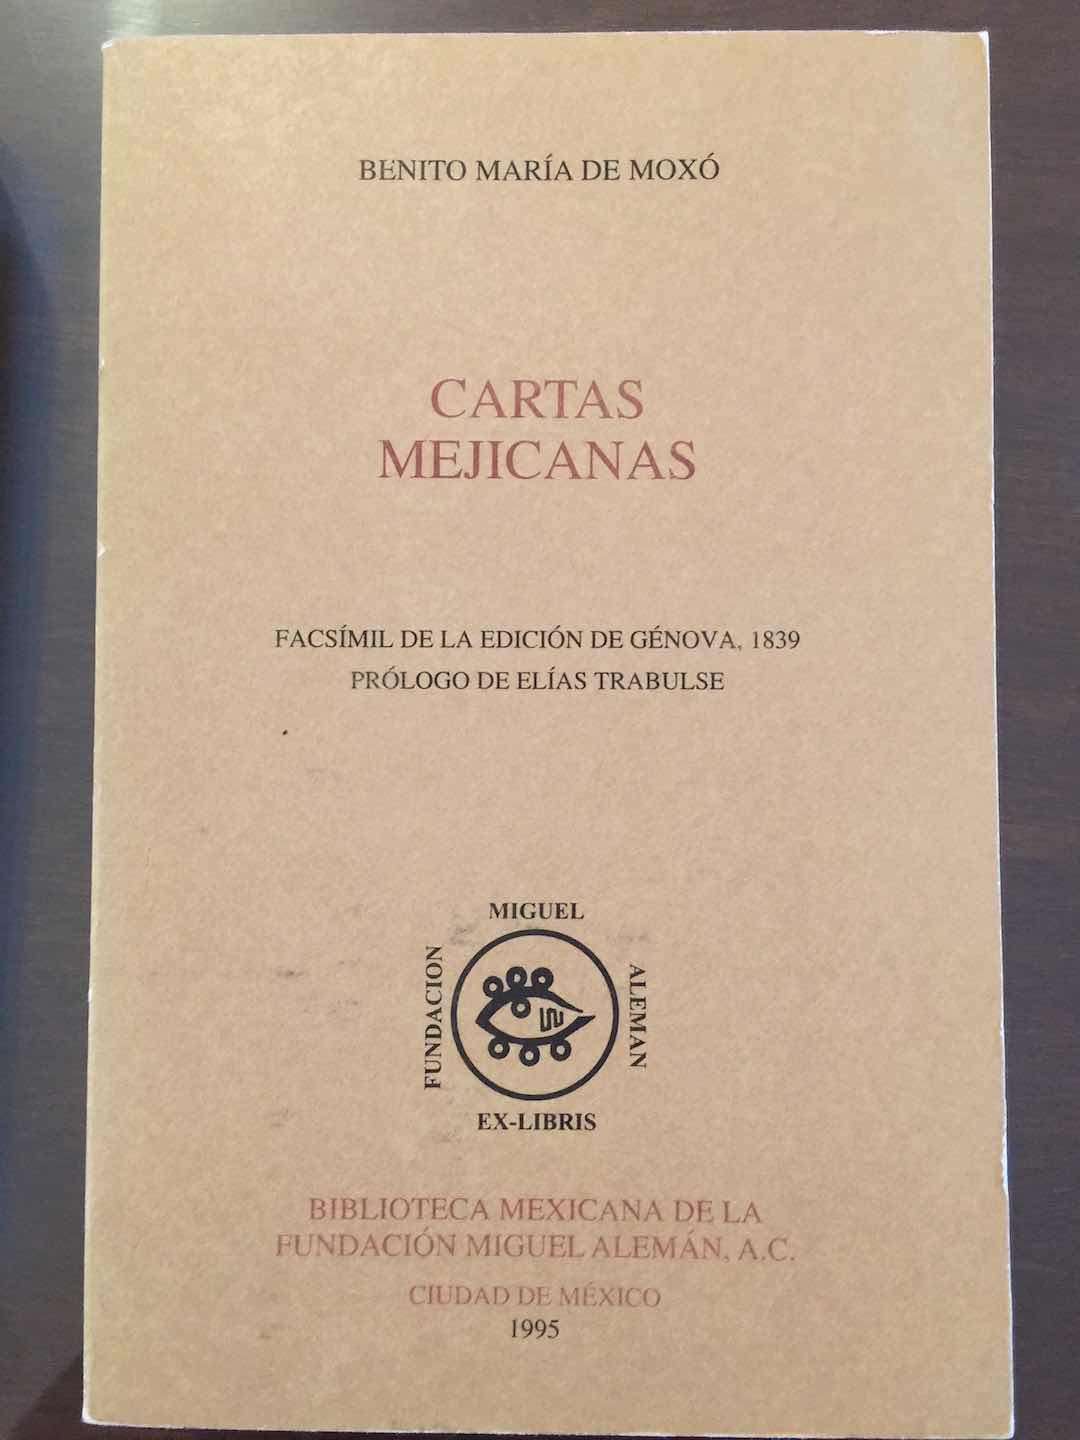 BENITO MARÍA DE MOXÓ
CARTAS
MEJICANAS
FACSÍMIL DE LA EDICIÓN DE GÉNOVA, 1839
PRÓLOGO DE ELÍAS TRABULSE
FUNDACION
MIGUEL
ALEMAN
EX-LIBRIS
BIBLIOTECA MEXICANA DE LA
FUNDACIÓN MIGUEL ALEMÁN, A.C.
CIUDAD DE MÉXICO
1995